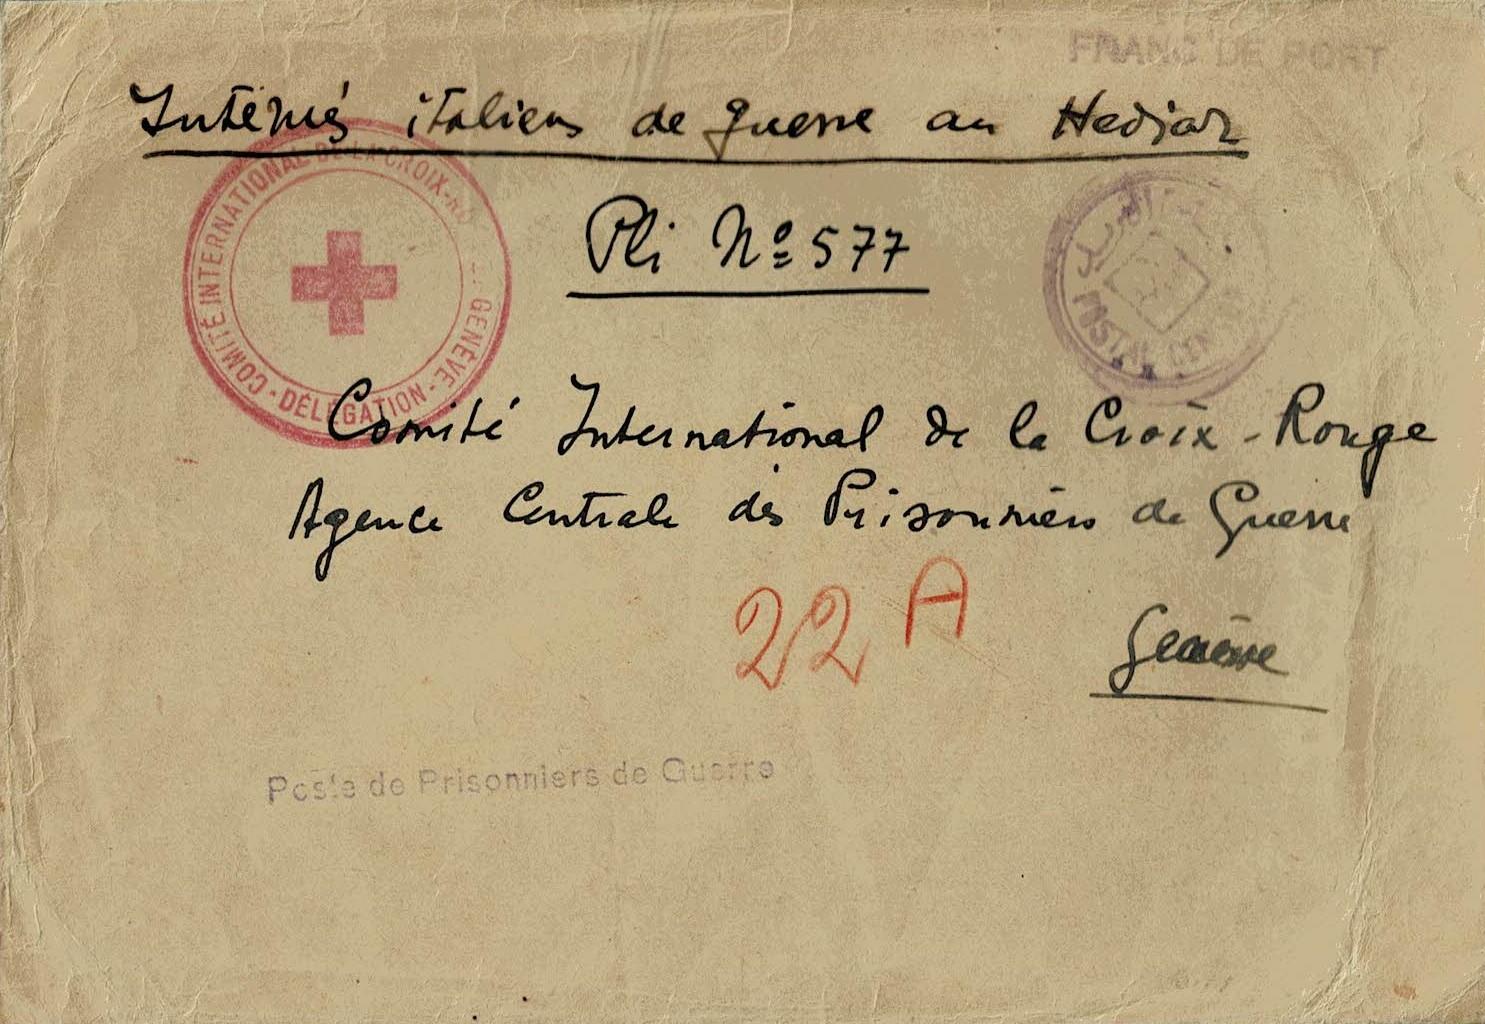 FRANC DE PORT
Internés italiens de guerre au Hedjaz
Pli Nº 577
COMITÉ INTERNATIONAL DE LA CROIX-RO
GENÈVE
DÉLÉGATION
POSTAL CEN
Comité International de la Croix-Rouge
Agence Centrale des Prisonniers de Guerre
22 A
Genève
Poste de Prisonniers de Guerre